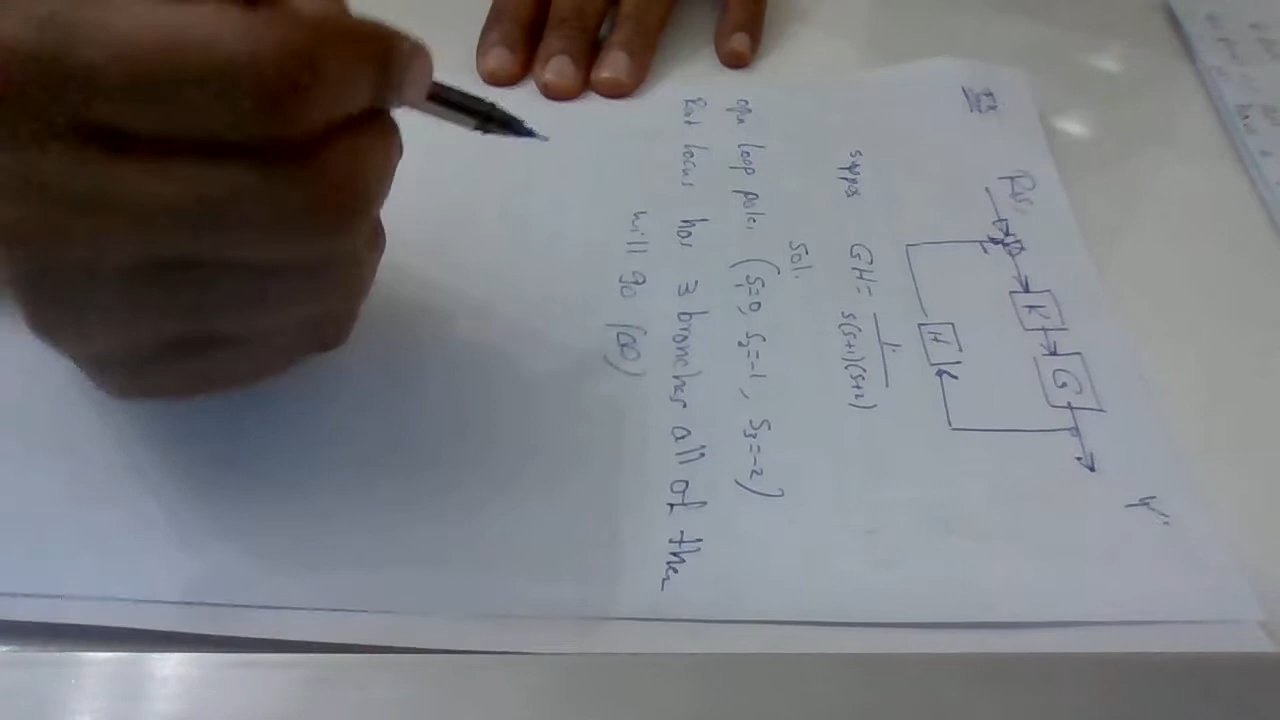 Ex
R(s)
K
G
H
suppos GH = 1 / s(s+1)(s+2)
Sol.
open loop poles (S1=0, S2=-1, S3=-2)
Root locus has 3 branches all of them
will go (∞)